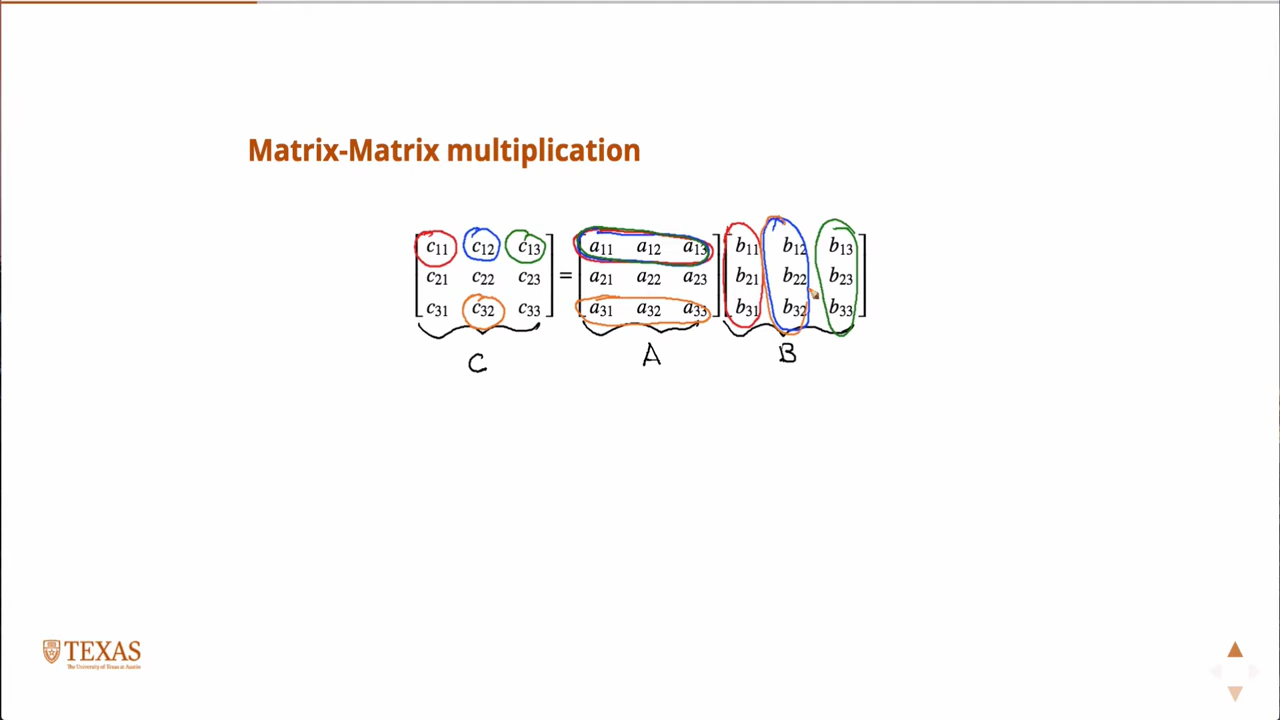 Matrix-Matrix multiplication
c11 c12 c13 a11 a12 a13 b11 b12 b13
c21 c22 c23 = a21 a22 a23 b21 b22 b23
c31 c32 c33 a31 a32 a33 b31 b32 b33
C A B
TEXAS
The University of Texas at Austin